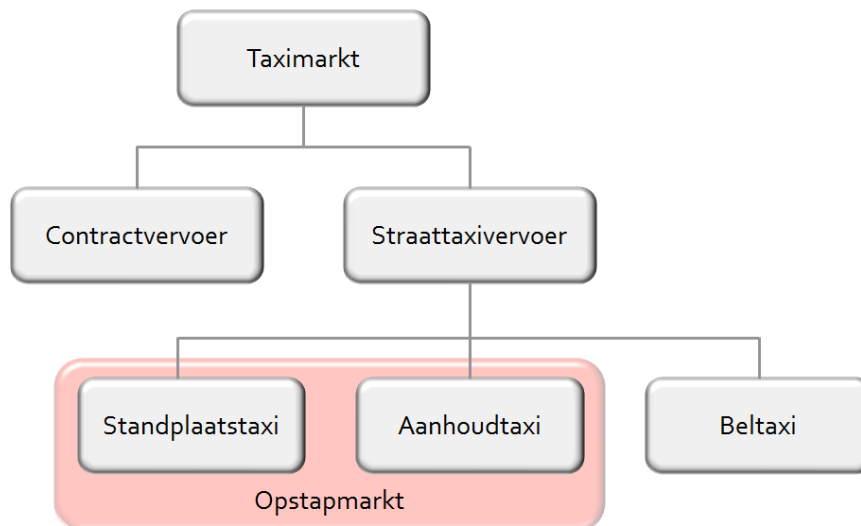 Taximarkt
Contractvervoer
Straattaxivervoer
Standplaatstaxi
Aanhoudtaxi
Beltaxi
Opstapmarkt